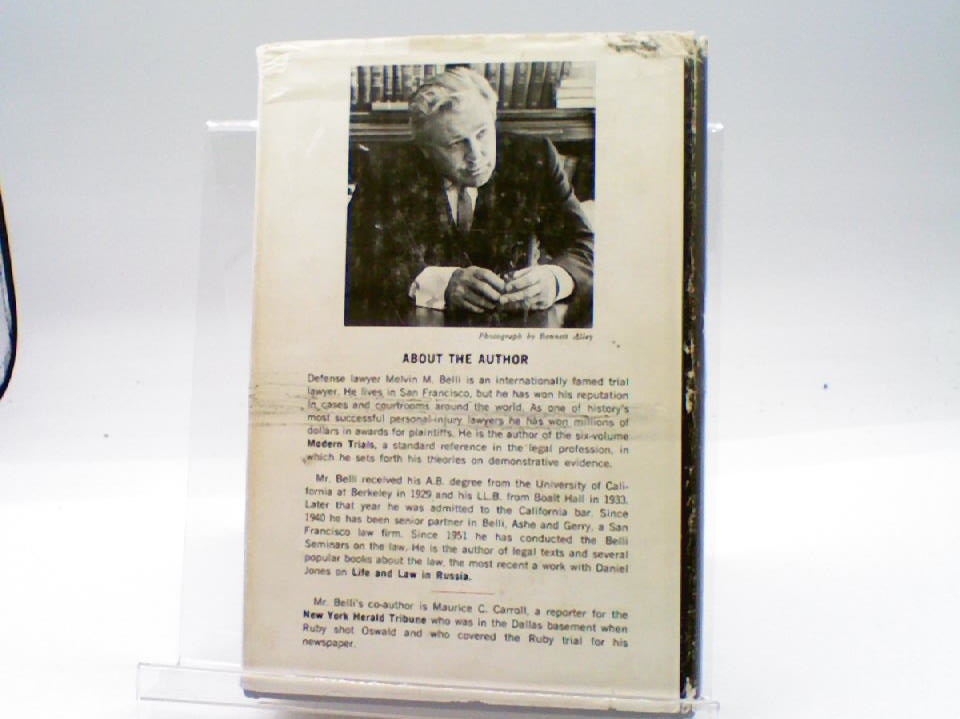 Photograph by Bennett Alley
ABOUT THE AUTHOR
Defense lawyer Melvin M. Belli is an internationally famed trial
lawyer. He lives in San Francisco, but he has won his reputation
in cases and courtrooms around the world. As one of history's
most successful personal-injury lawyers he has won millions of
dollars in awards for plaintiffs. He is the author of the six-volume
Modern Trials, a standard reference in the legal profession, in
which he sets forth his theories on demonstrative evidence.
Mr. Belli received his A.B. degree from the University of Cali-
fornia at Berkeley in 1929 and his LL.B. from Boalt Hall in 1933.
Later that year he was admitted to the California bar. Since
1940 he has been senior partner in Belli, Ashe and Gerry, a San
Francisco law firm. Since 1951 he has conducted the Belli
Seminars on the law. He is the author of legal texts and several
popular books about the law, the most recent a work with Daniel
Jones on Life and Law in Russia.
Mr. Belli's co-author is Maurice C. Carroll, a reporter for the
New York Herald Tribune who was in the Dallas basement when
Ruby shot Oswald and who covered the Ruby trial for his
newspaper.